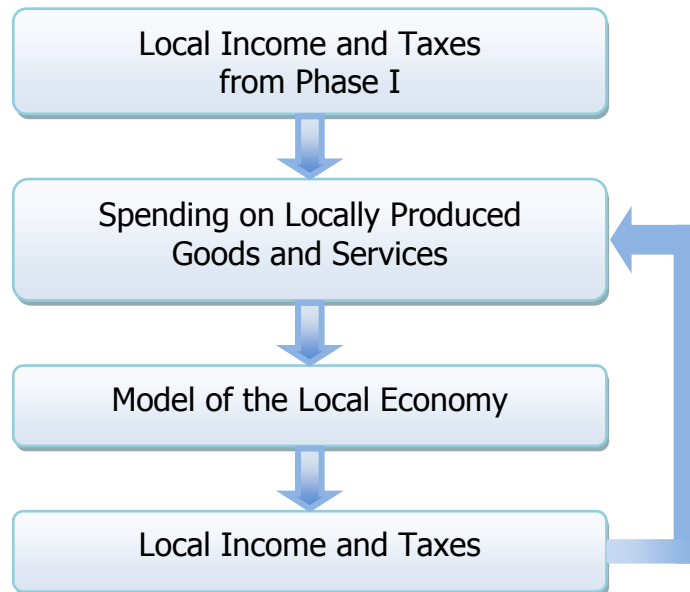 Local Income and Taxes
from Phase I
Spending on Locally Produced
Goods and Services
Model of the Local Economy
Local Income and Taxes